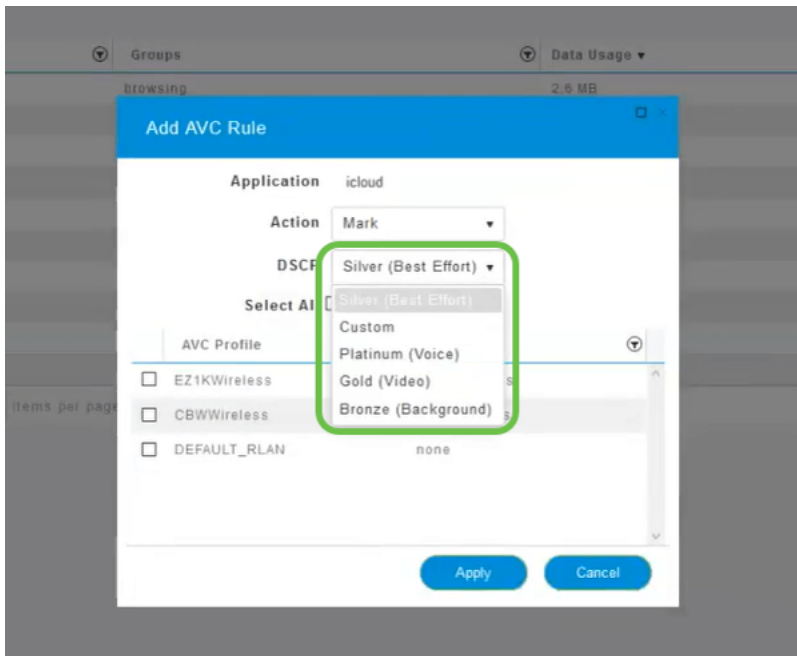 Groups Data Usage
browsing 2.6 MB
Add AVC Rule
Application icloud
Action Mark
DSCP Silver (Best Effort)
Select Al Silver (Best Effort)
Custom
AVC Profile
Platinum (Voice)
EZ1KWireless Gold (Video) s
Items per page CBWWireless Bronze (Background) s
DEFAULT_RLAN none
Apply Cancel